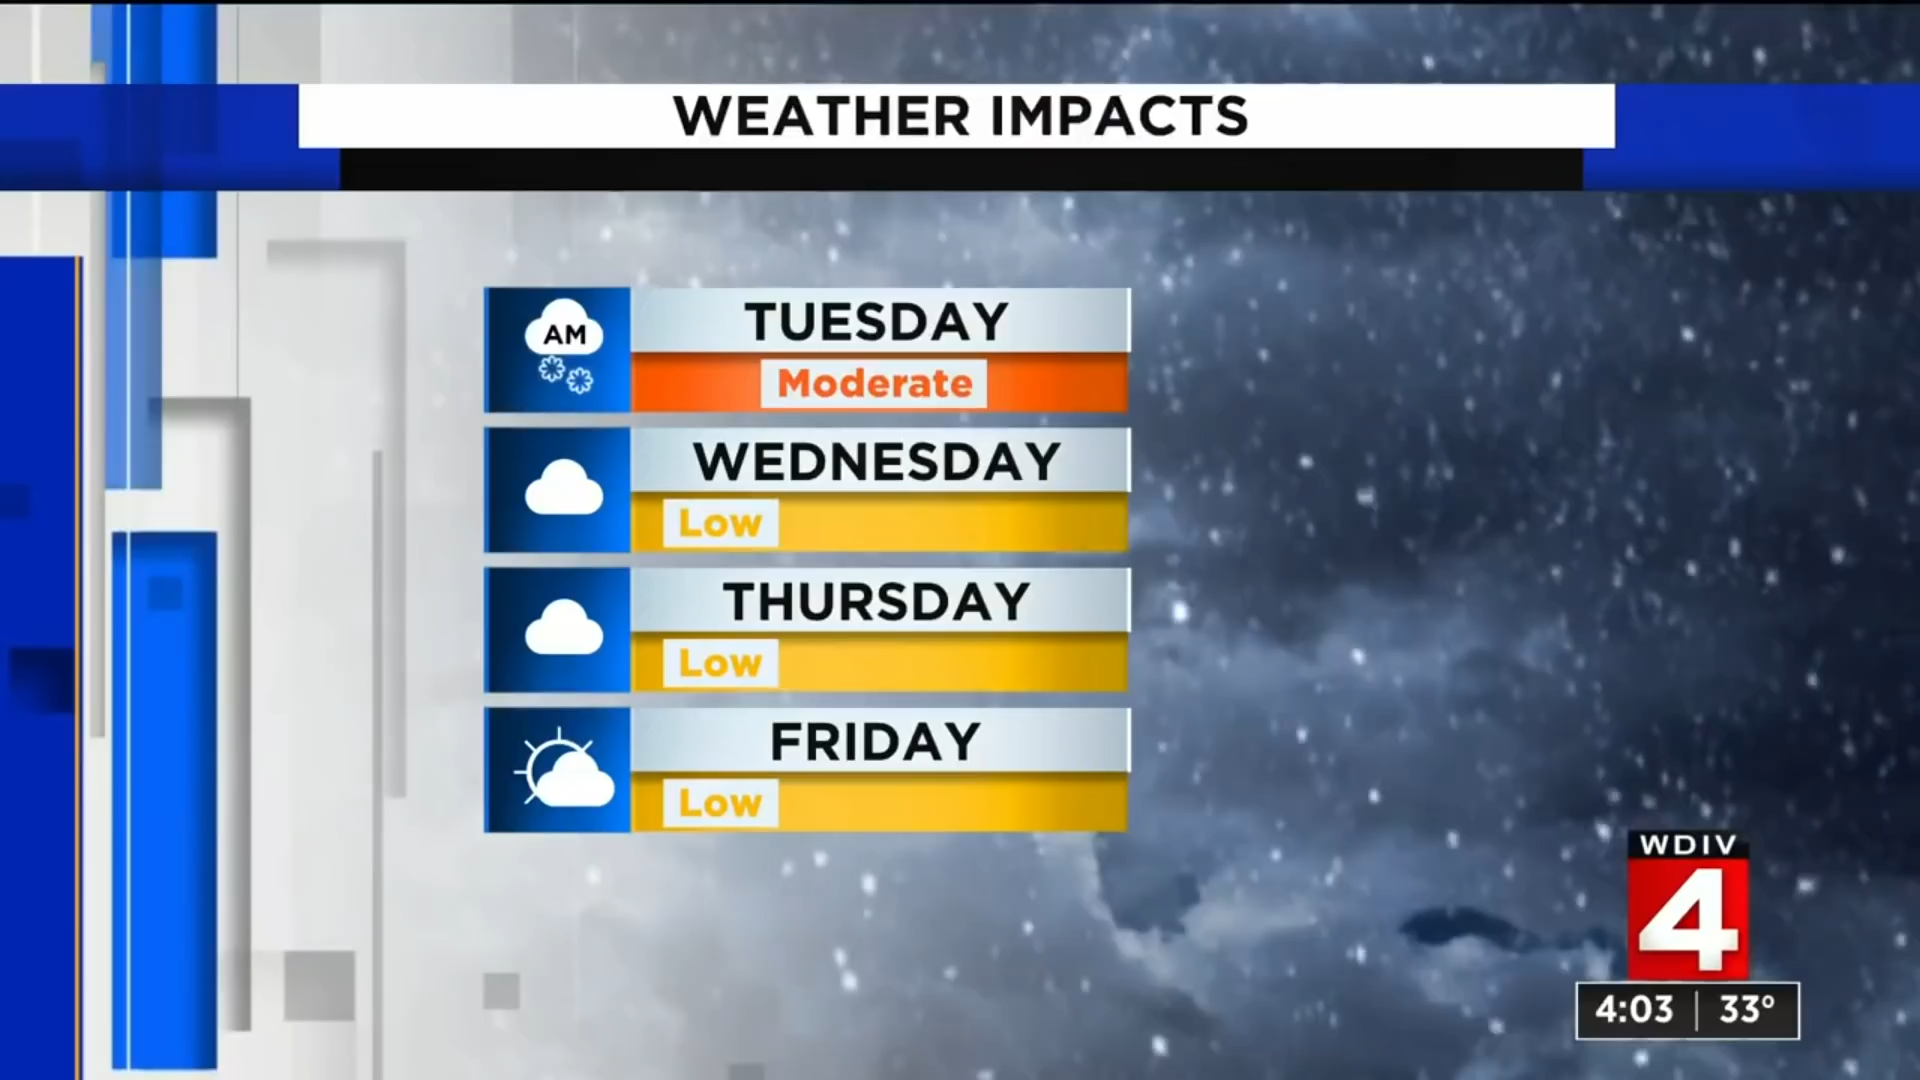 WEATHER IMPACTS
AM
TUESDAY
Moderate
WEDNESDAY
Low
THURSDAY
Low
FRIDAY
Low
WDIV
4
4:03 33°